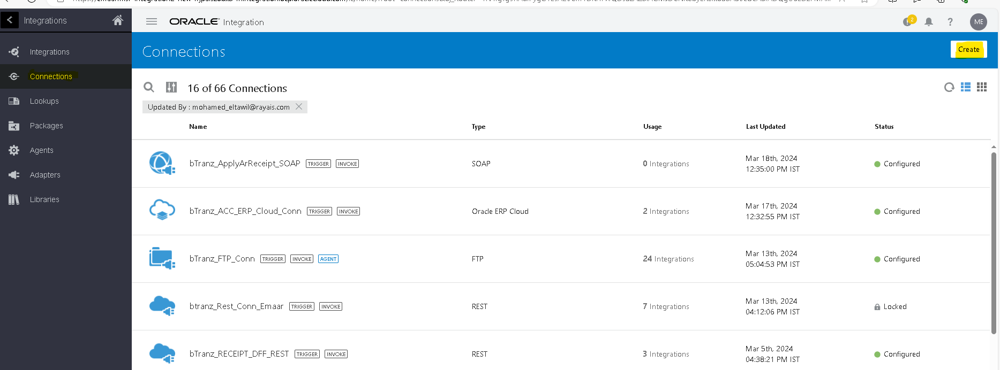 Integrations
ORACLE Integration
2
?
ME
Integrations
Connections
Lookups
Packages
Agents
Adapters
Libraries
Connections
Create
16 of 66 Connections
Updated By : mohamed_eltawil@rayais.com
Name Type Usage Last Updated Status
bTranz_ApplyArReceipt_SOAP TRIGGER INVOKE SOAP 0 Integrations Mar 18th, 2024 Configured
12:35:00 PM IST
bTranz_ACC_ERP_Cloud_Conn TRIGGER INVOKE Oracle ERP Cloud 2 Integrations Mar 17th, 2024 Configured
12:32:55 PM IST
bTranz_FTP_Conn TRIGGER INVOKE AGENT FTP 24 Integrations Mar 13th, 2024 Configured
05:04:53 PM IST
btranz_Rest_Conn_Emaar TRIGGER INVOKE REST 7 Integrations Mar 13th, 2024 Locked
04:12:06 PM IST
bTranz_RECEIPT_DFF_REST TRIGGER INVOKE REST 3 Integrations Mar 5th, 2024 Configured
04:38:21 PM IST